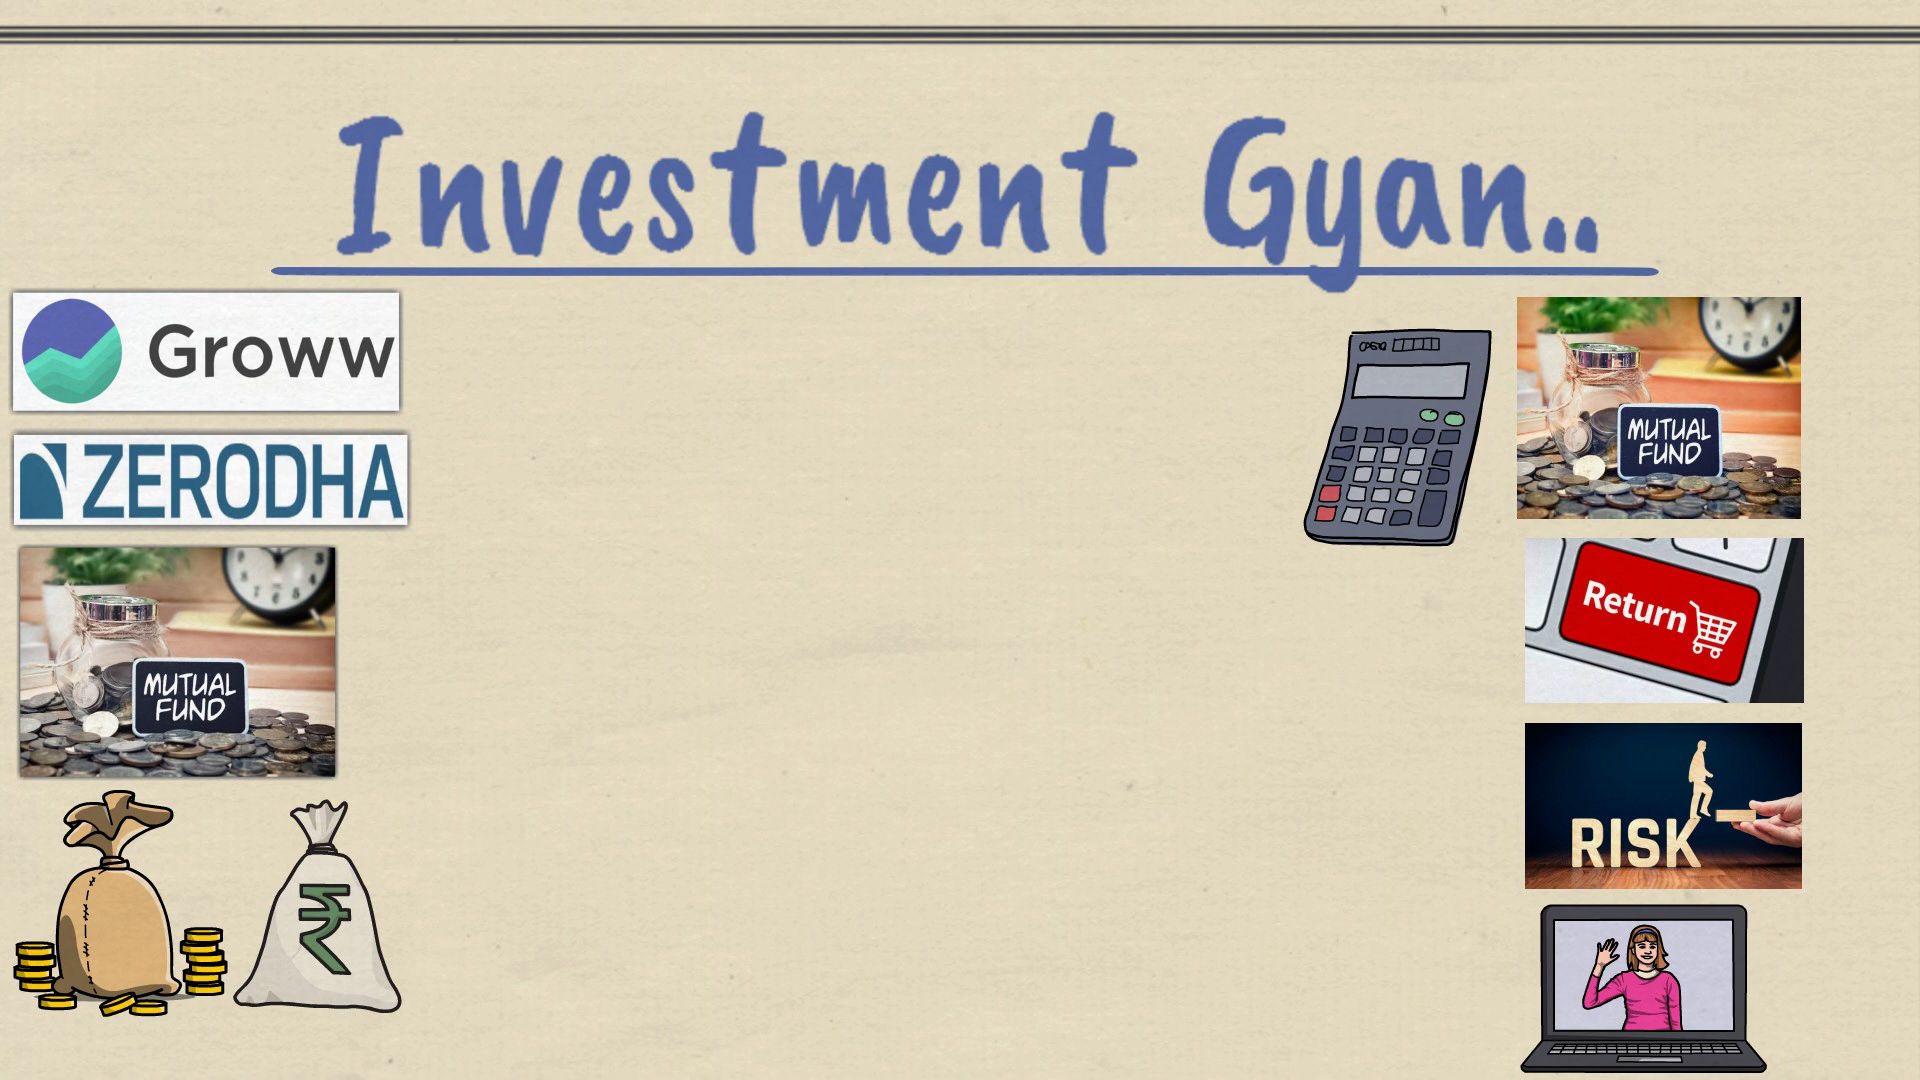 Investment Gyan..
Groww
ZERODHA
MUTUAL
FUND
₹
MUTUAL
FUND
Return
RISK